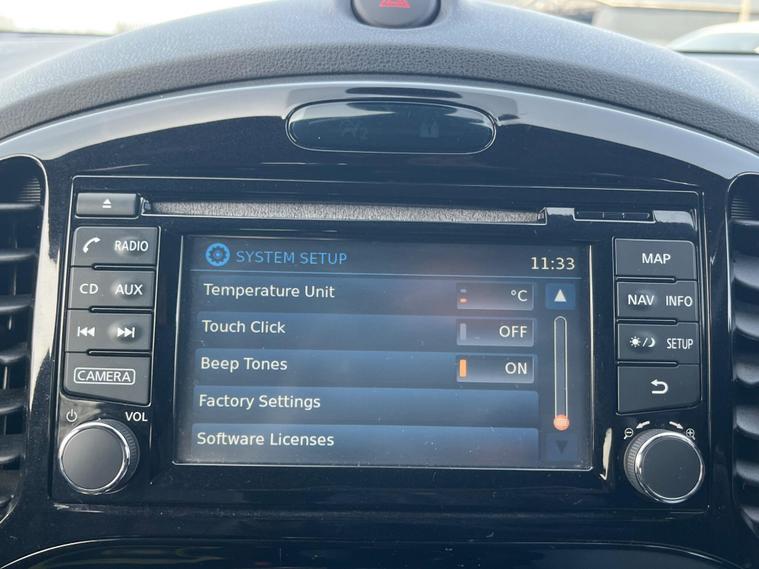 RADIO
CD AUX
CAMERA
VOL
SYSTEM SETUP 11:33
Temperature Unit °C
Touch Click OFF
Beep Tones ON
Factory Settings
Software Licenses
MAP
NAV INFO
SETUP